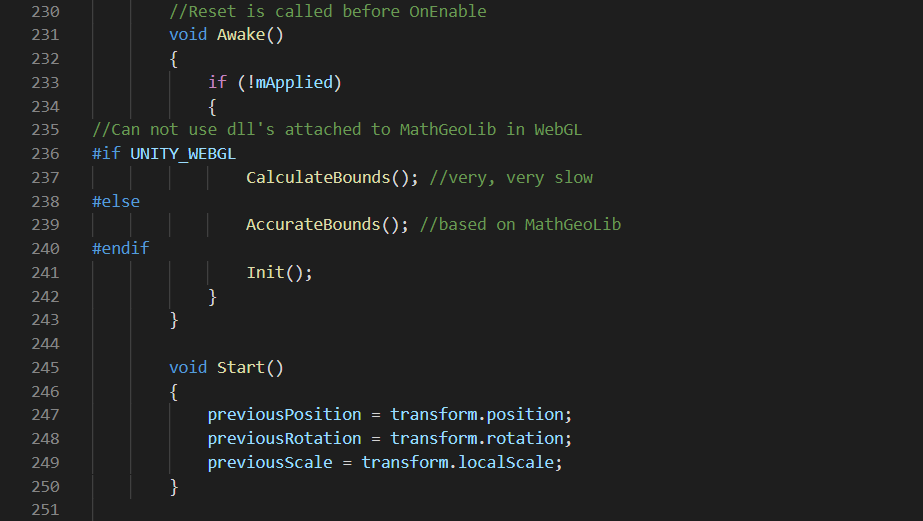 230 //Reset is called before OnEnable
231 void Awake()
232 {
233 if (!mApplied)
234 {
235 //Can not use dll's attached to MathGeoLib in WebGL
236 #if UNITY_WEBGL
237 CalculateBounds(); //very, very slow
238 #else
239 AccurateBounds(); //based on MathGeoLib
240 #endif
241 Init();
242 }
243 }
244
245 void Start()
246 {
247 previousPosition = transform.position;
248 previousRotation = transform.rotation;
249 previousScale = transform.localScale;
250 }
251